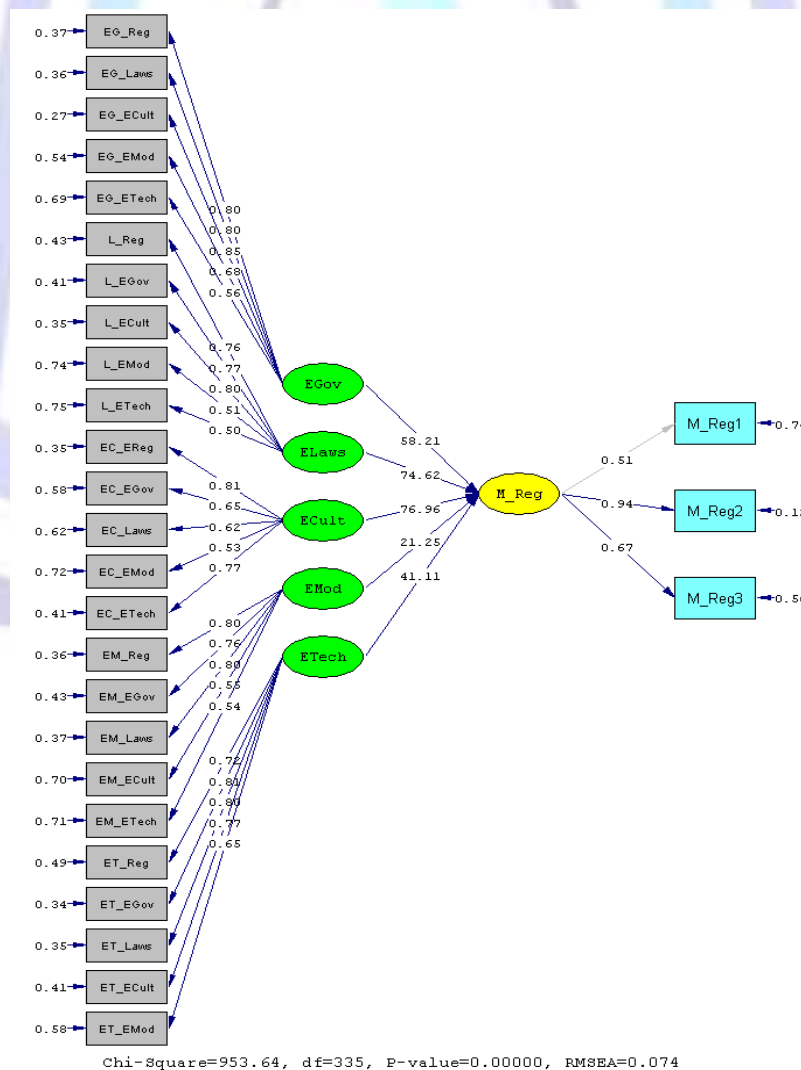 0.37 EG_Reg
0.36 EG_Laws
0.27 EG_ECult
0.54 EG_EMod
0.69 EG_ETech
0.43 L_Reg
0.41 L_EGov
0.35 L_ECult
0.74 L_EMod
0.75 L_ETech
0.35 EC_EReg
0.58 EC_EGov
0.62 EC_Laws
0.72 EC_EMod
0.41 EC_ETech
0.36 EM_Reg
0.43 EM_EGov
0.37 EM_Laws
0.70 EM_ECult
0.71 EM_ETech
0.49 ET_Reg
0.34 ET_EGov
0.35 ET_Laws
0.41 ET_ECult
0.58 ET_EMod
0.80
0.80
0.85
0.68
0.56
0.76
0.77
0.80
0.51
0.50
0.81
0.65
0.62
0.53
0.77
0.80
0.76
0.80
0.55
0.54
0.72
0.81
0.80
0.77
0.65
EGov
ELaws
ECult
EMod
ETech
58.21
74.62
76.96
21.25
41.11
M_Reg
0.51
0.94
0.67
M_Reg1
M_Reg2
M_Reg3
Chi-Square=953.64, df=335, P-value=0.00000, RMSEA=0.074